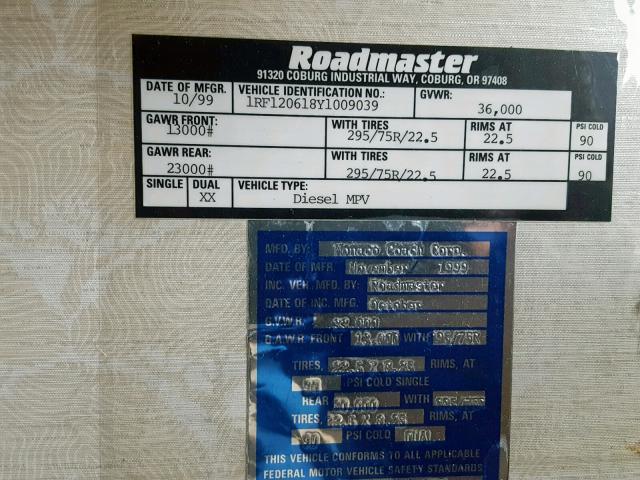 Roadmaster
91320 COBURG INDUSTRIAL WAY, COBURG, OR 97408
DATE OF MFGR. VEHICLE IDENTIFICATION NO.: GVWR:
10/99 1RF120618Y1009039 36,000
GAWR FRONT: WITH TIRES RIMS AT PSI COLD
13000# 295/75R/22.5 22.5 90
GAWR REAR: WITH TIRES RIMS AT PSI COLD
23000# 295/75R/22.5 22.5 90
SINGLE DUAL VEHICLE TYPE:
XX Diesel MPV
MFD. BY: Monaco Coach Corp.
DATE OF MFR. November 1999
INC. VEH. MFD. BY: Roadmaster
DATE OF INC. MFG. October
G.V.W.R.
G.A.W.R. FRONT WITH
TIRES, RIMS, AT
PSI COLD SINGLE
REAR WITH
TIRES, RIMS, AT
90 PSI COLD DUAL
THIS VEHICLE CONFORMS TO ALL APPLICABLE
FEDERAL MOTOR VEHICLE SAFETY STANDARDS